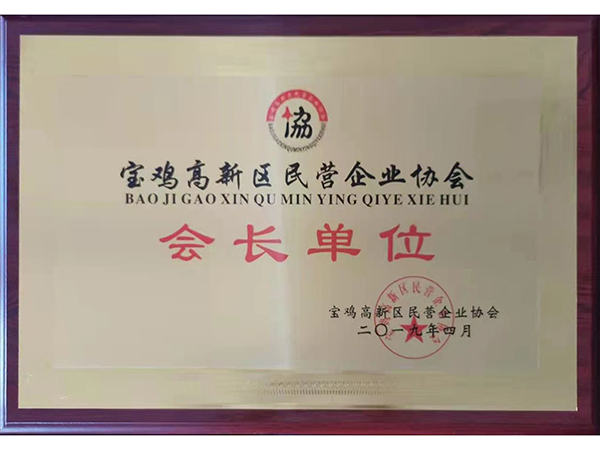 協
宝鸡高新区民营企业协会
BAO JI GAO XIN QU MIN YING QIYE XIE HUI
会长单位
宝鸡高新区民营企业协会
二〇一九年四月